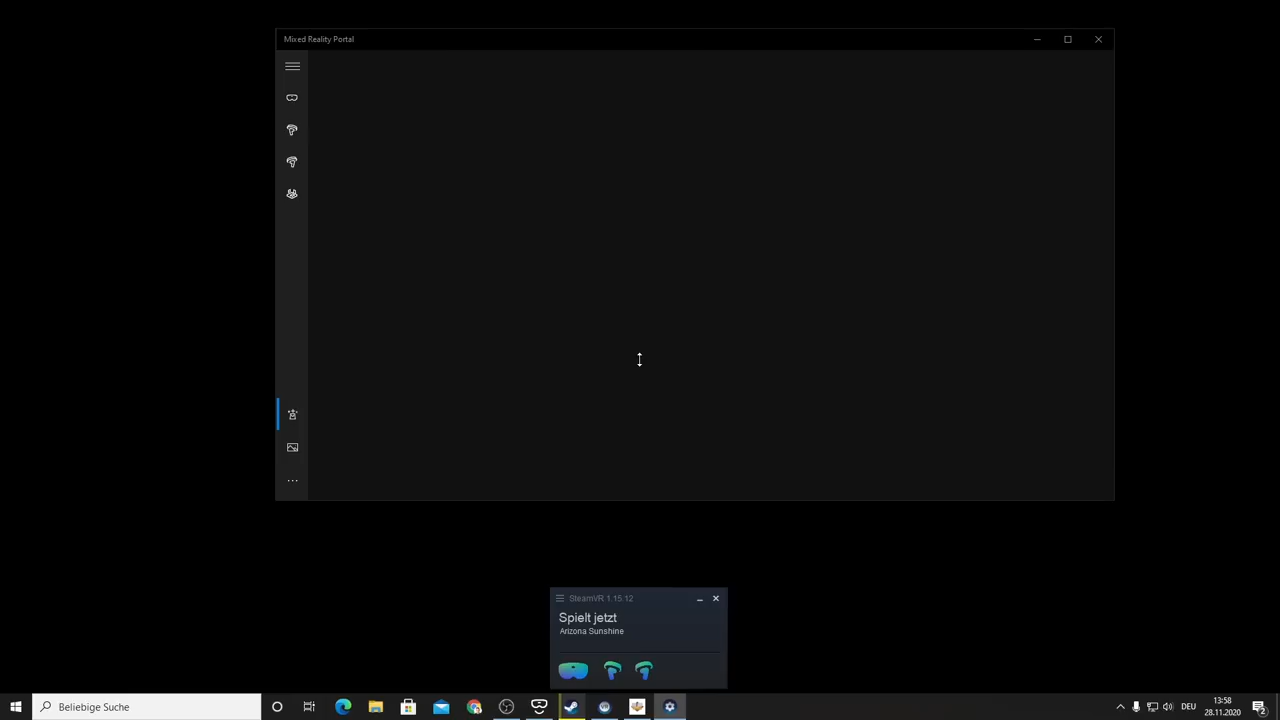 Mixed Reality Portal
SteamVR 1.15.12
Spielt jetzt
Arizona Sunshine
Beliebige Suche
DEU
13:58
28.11.2020
2